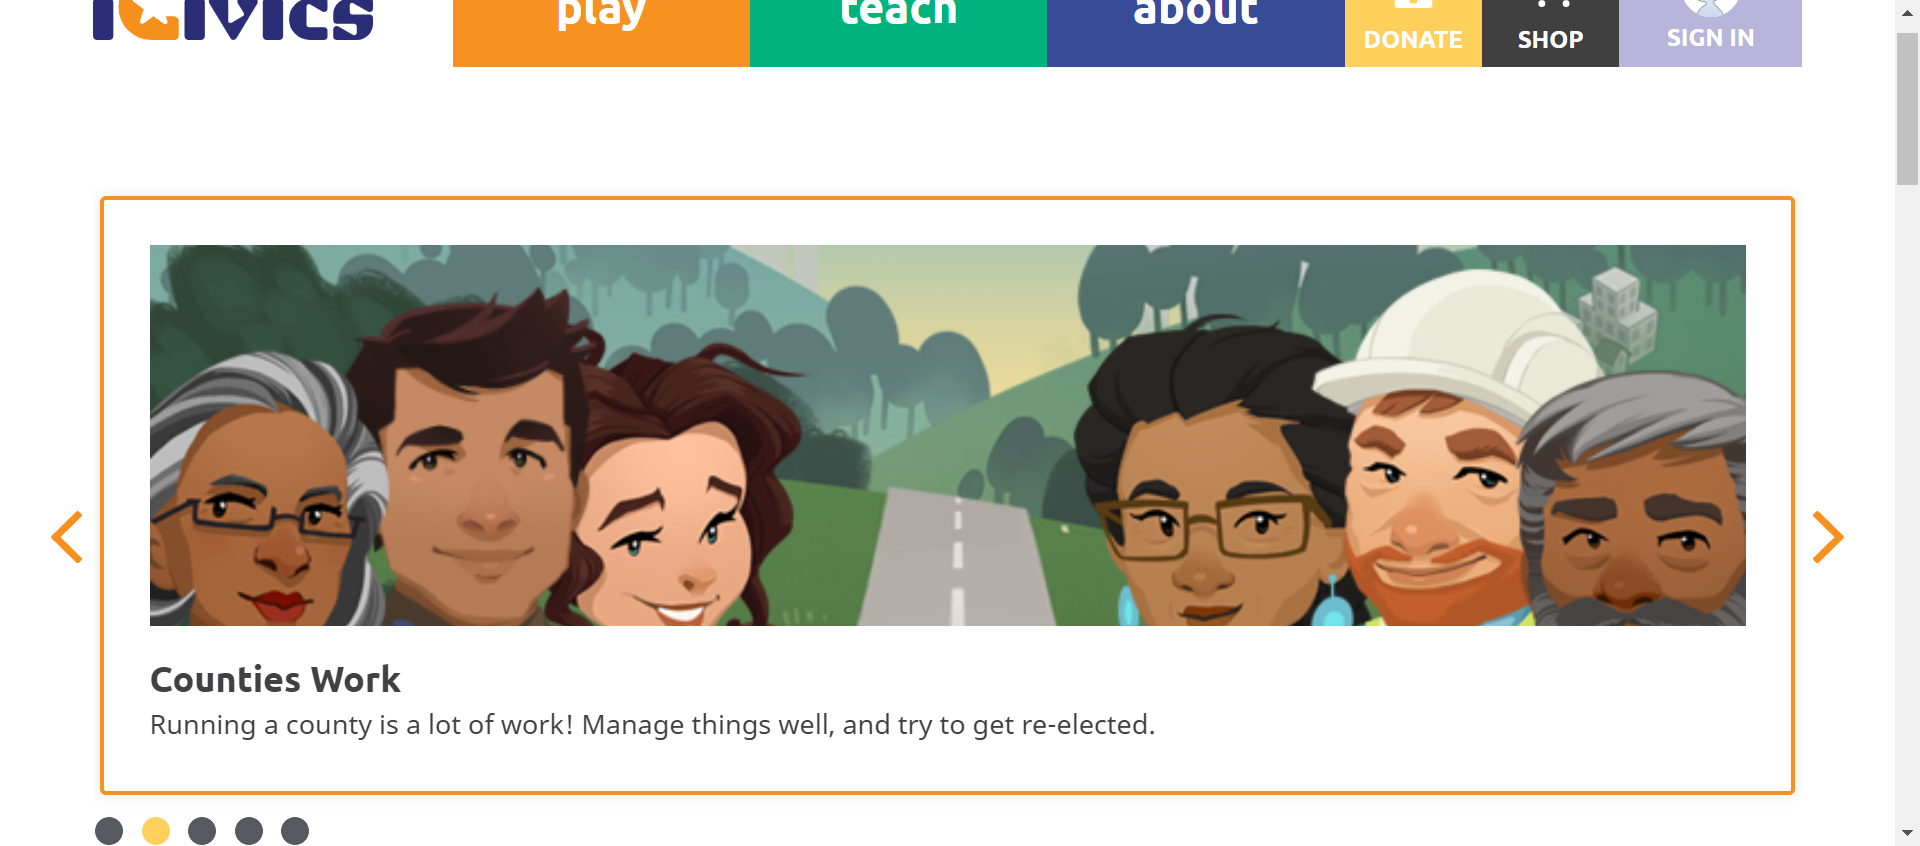 iCivics
play
teach
about
DONATE
SHOP
SIGN IN
Counties Work
Running a county is a lot of work! Manage things well, and try to get re-elected.